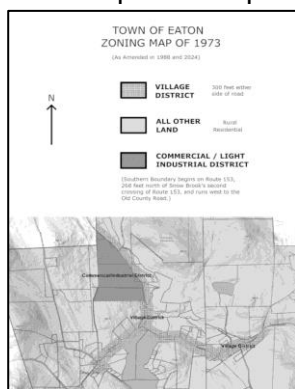 TOWN OF EATON
ZONING MAP OF 1973
(As Amended in 1988 and 2024)
N
VILLAGE
DISTRICT
300 feet either
side of road
ALL OTHER
LAND
Rural
Residential
COMMERCIAL / LIGHT
INDUSTRIAL DISTRICT
(Southern Boundary begins on Route 153,
268 feet north of Snow Brook's second
crossing of Route 153, and runs west to the
Old County Road.)
Commercial/Industrial District
Village District
Village District